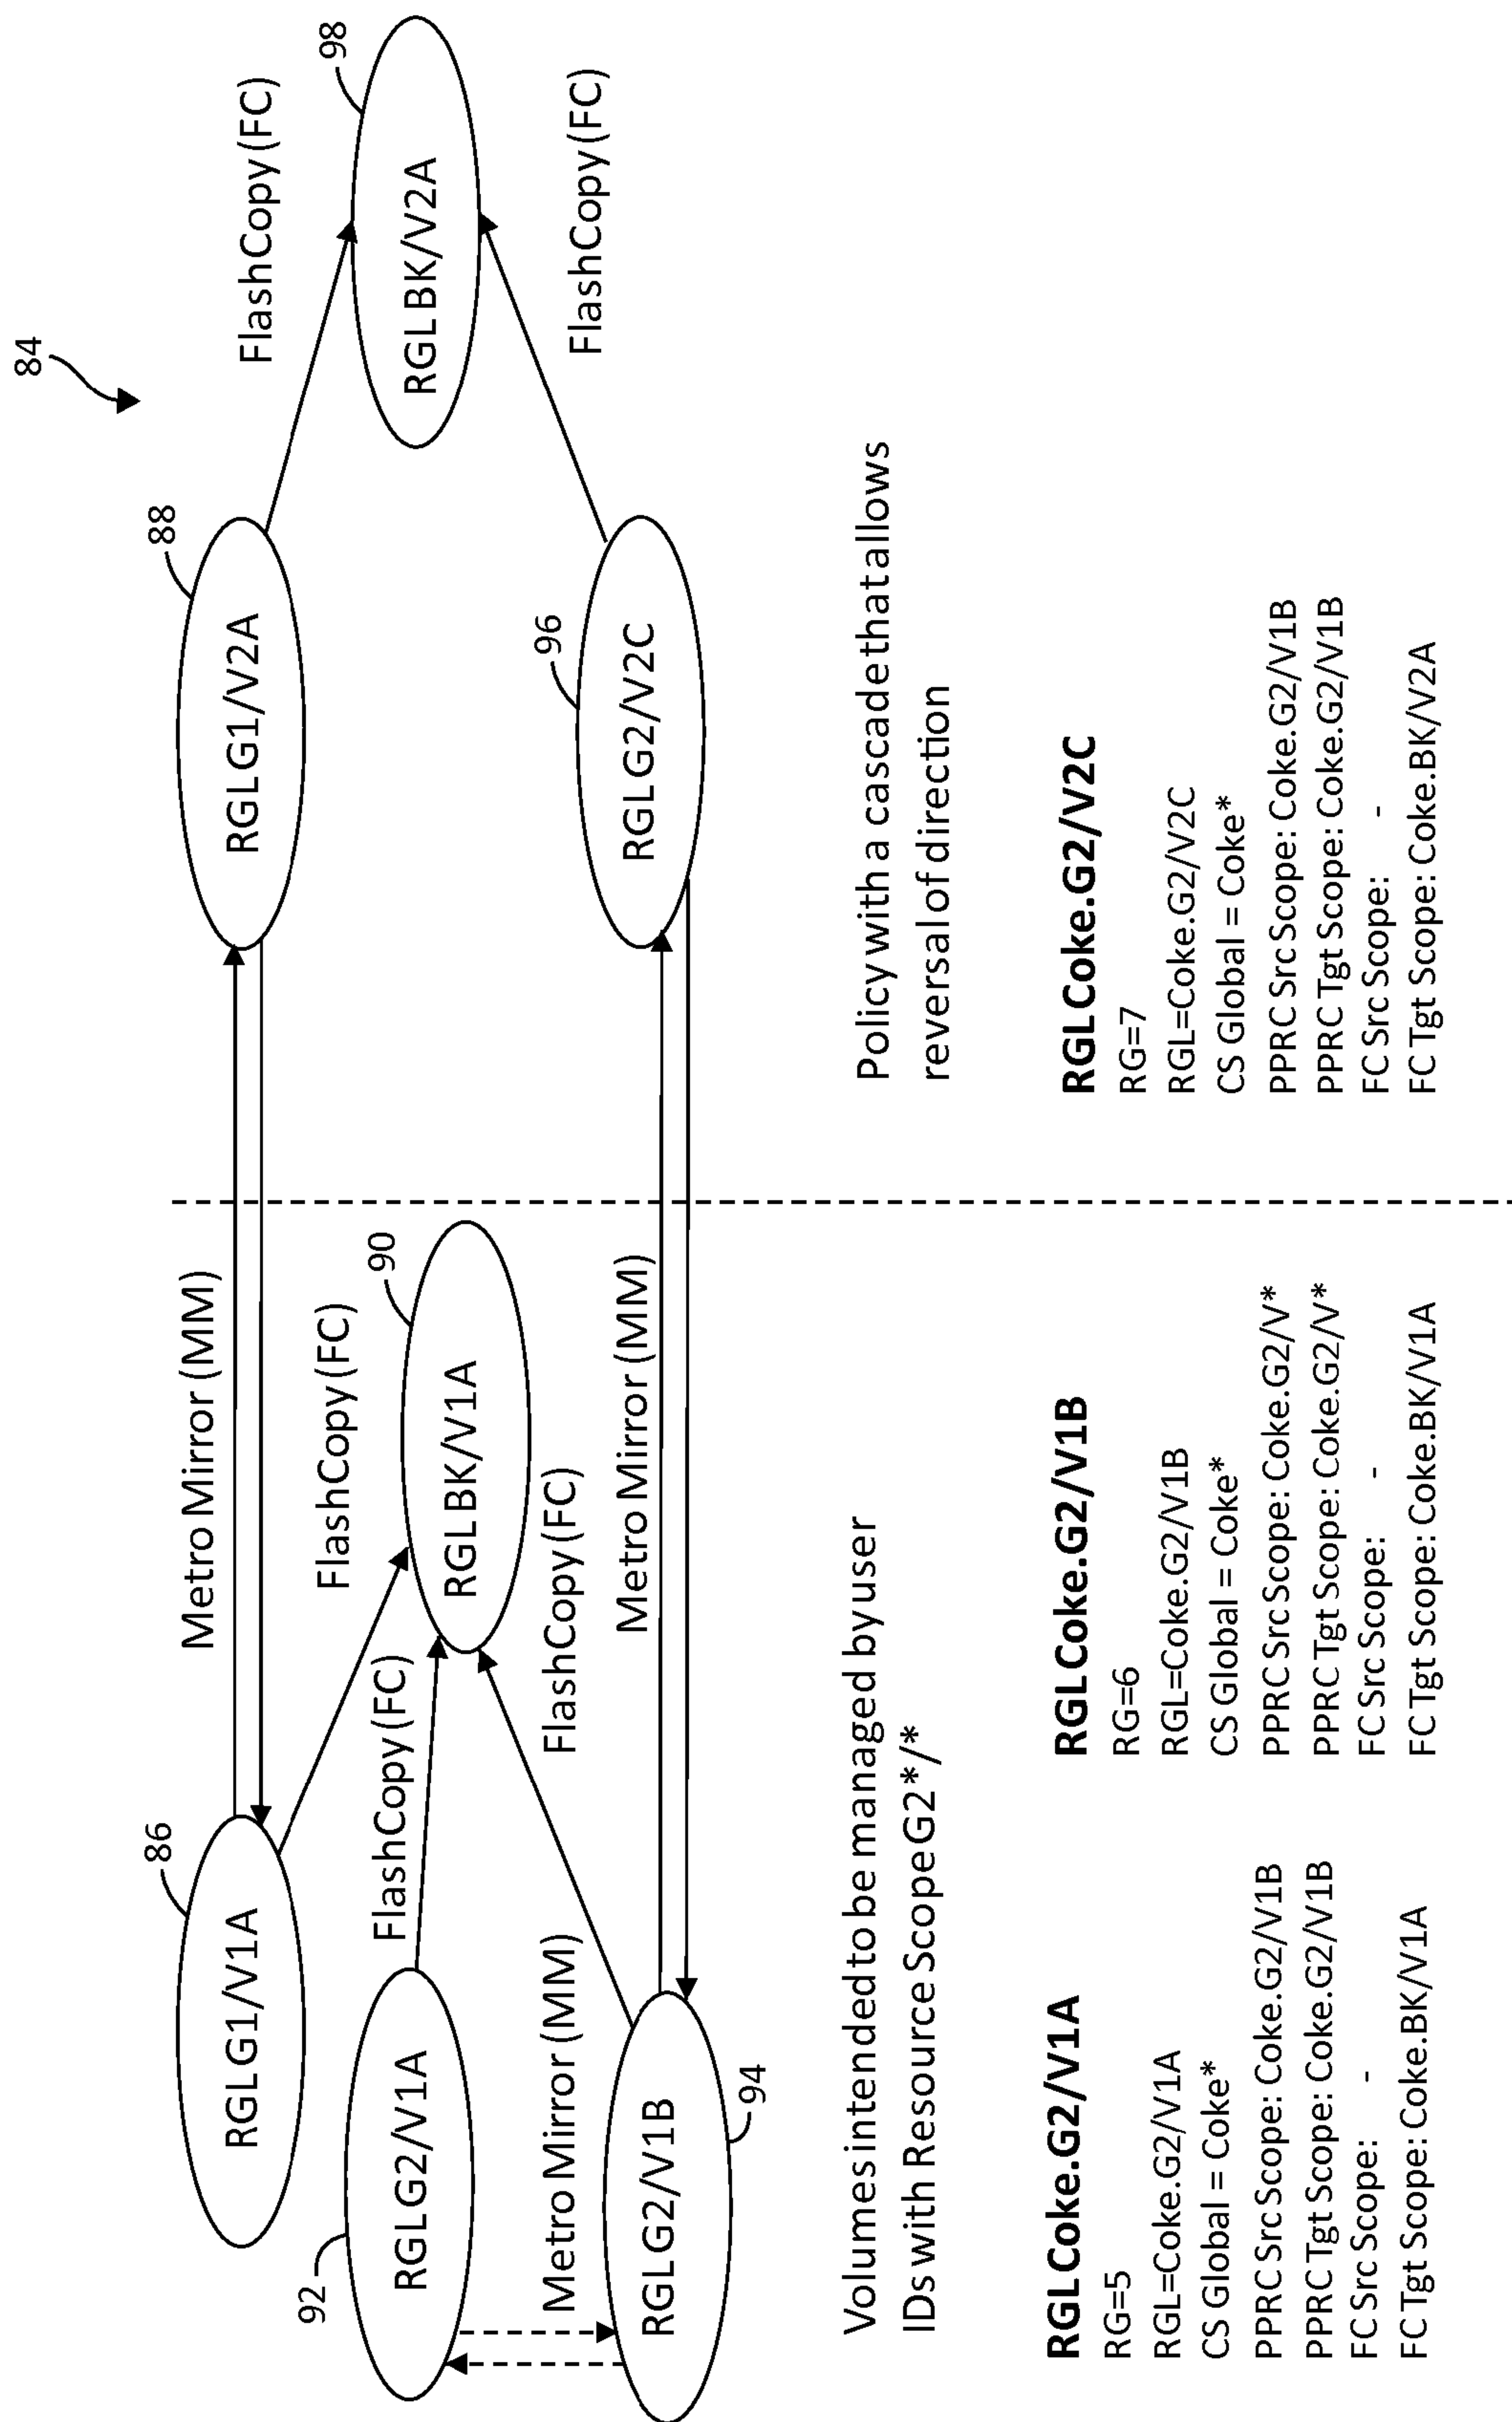 84
Metro Mirror (MM)
86
RGL G1/V1A
88
RGL G1/V2A
FlashCopy (FC)
98
RGL BK/V2A
FlashCopy (FC)
FlashCopy (FC)
90
RGL BK/V1A
92
RGL G2/V1A
FlashCopy (FC)
FlashCopy (FC)
Metro Mirror (MM)
RGL G2/V1B
94
Metro Mirror (MM)
96
RGL G2/V2C
Volumes intended to be managed by user
IDs with Resource Scope G2*/*
Policy with a cascade that allows
reversal of direction
RGL Coke.G2/V1A
RG=5
RGL=Coke.G2/V1A
CS Global = Coke*
PPRC Src Scope: Coke.G2/V1B
PPRC Tgt Scope: Coke.G2/V1B
FC Src Scope: -
FC Tgt Scope: Coke.BK/V1A
RGL Coke.G2/V1B
RG=6
RGL=Coke.G2/V1B
CS Global = Coke*
PPRC Src Scope: Coke.G2/V*
PPRC Tgt Scope: Coke.G2/V*
FC Src Scope: -
FC Tgt Scope: Coke.BK/V1A
RGL Coke.G2/V2C
RG=7
RGL=Coke.G2/V2C
CS Global = Coke*
PPRC Src Scope: Coke.G2/V1B
PPRC Tgt Scope: Coke.G2/V1B
FC Src Scope: -
FC Tgt Scope: Coke.BK/V2A